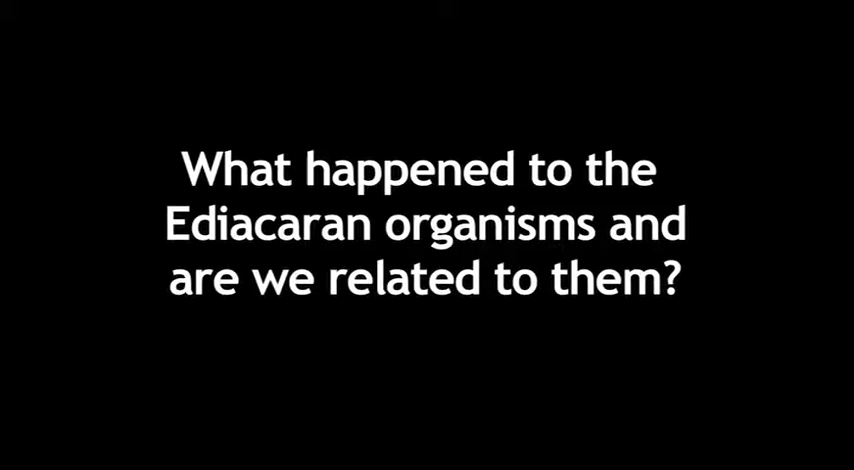 What happened to the
Ediacaran organisms and
are we related to them?